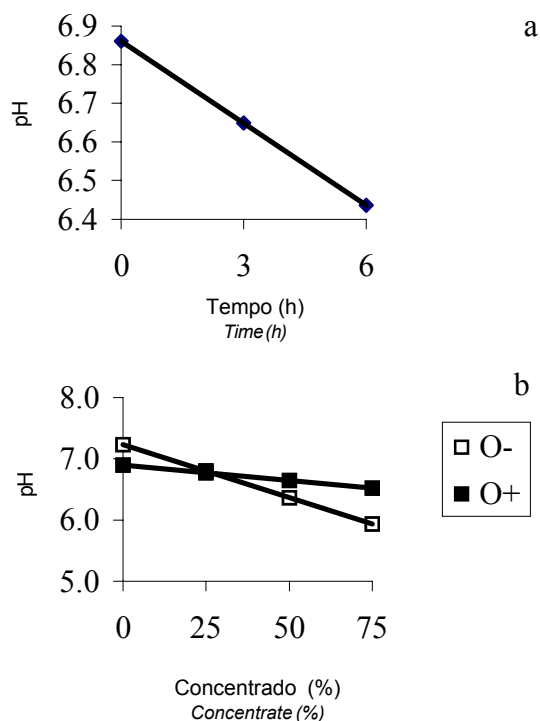 a
6.9
6.8
6.7
6.6
6.5
6.4
pH
0 3 6
Tempo (h)
Time (h)
b
8.0
7.0
6.0
5.0
pH
0 25 50 75
O-
O+
Concentrado (%)
Concentrate (%)